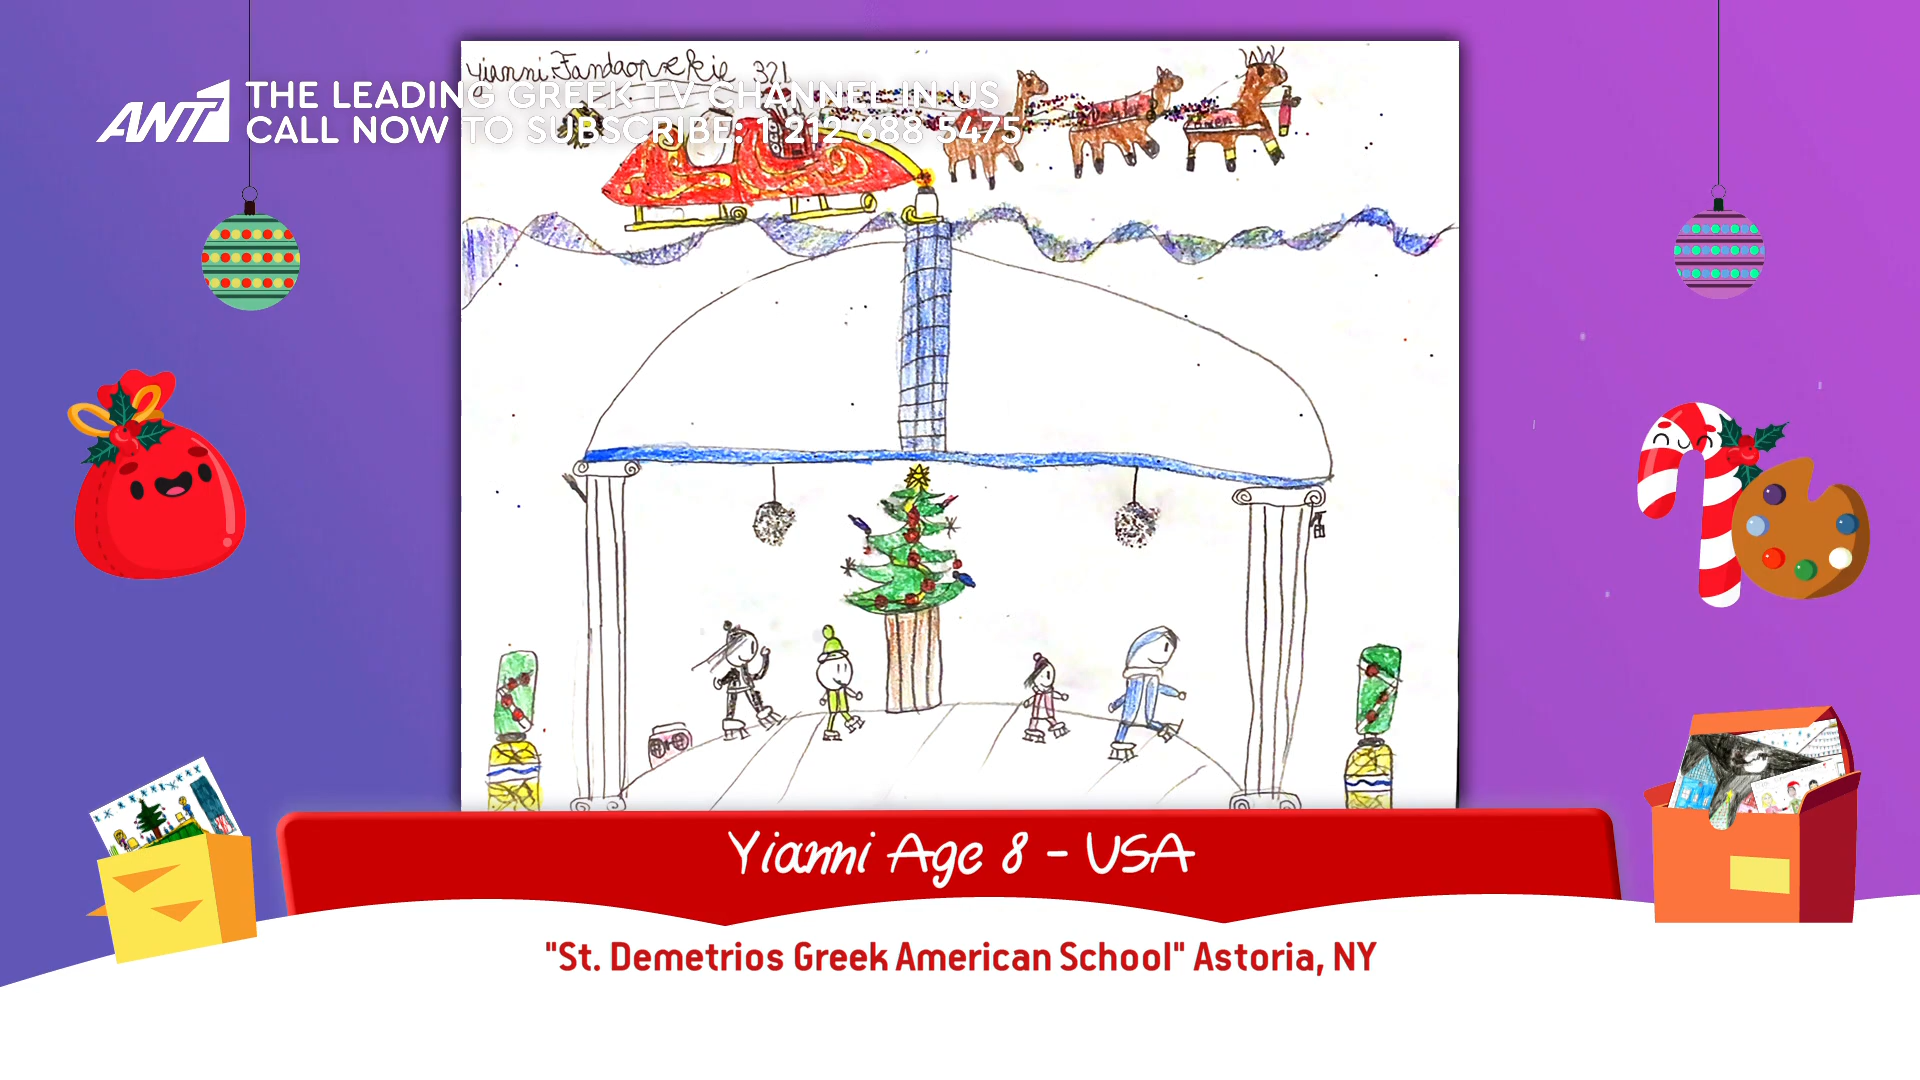 yianni 321
ANT1
THE LEADING GREEK TV CHANNEL IN US
CALL NOW TO SUBSCRIBE: 1 212 688 5475
Yianni Age 8 - USA
"St. Demetrios Greek American School" Astoria, NY